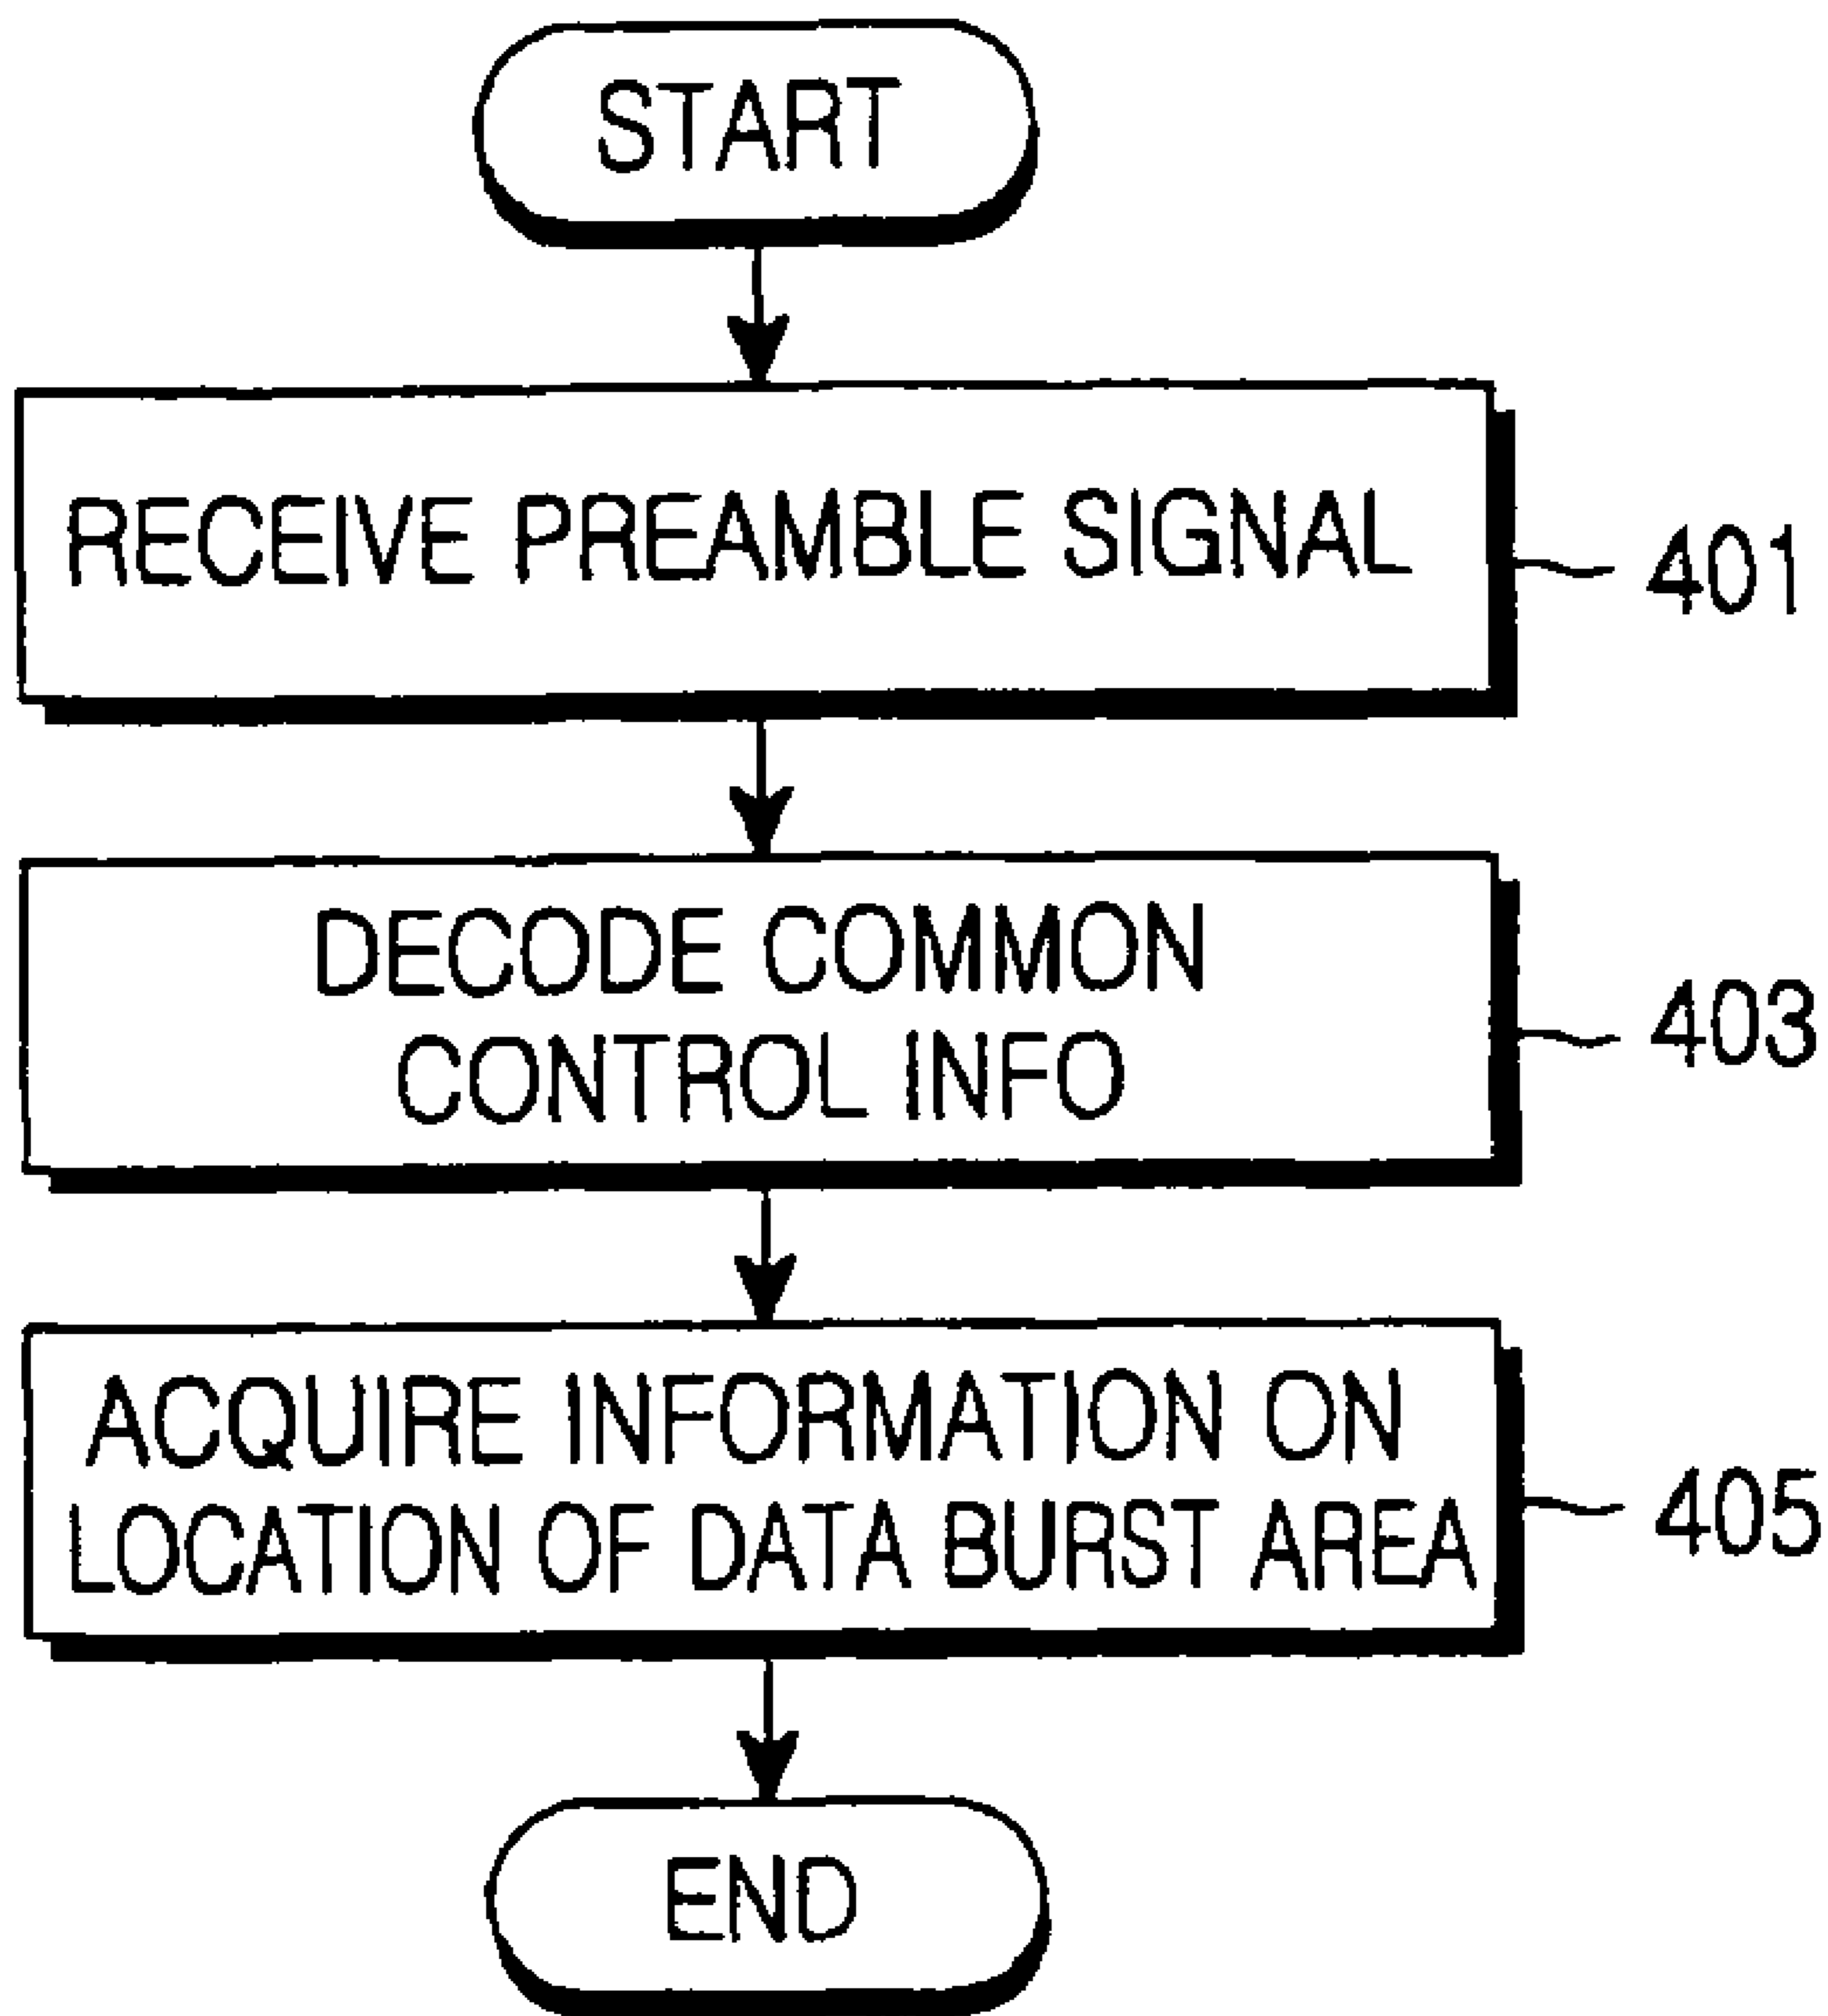 START
RECEIVE PREAMBLE SIGNAL
401
DECODE COMMON
CONTROL INFO
403
ACQUIRE INFORMATION ON
LOCATION OF DATA BURST AREA
405
END